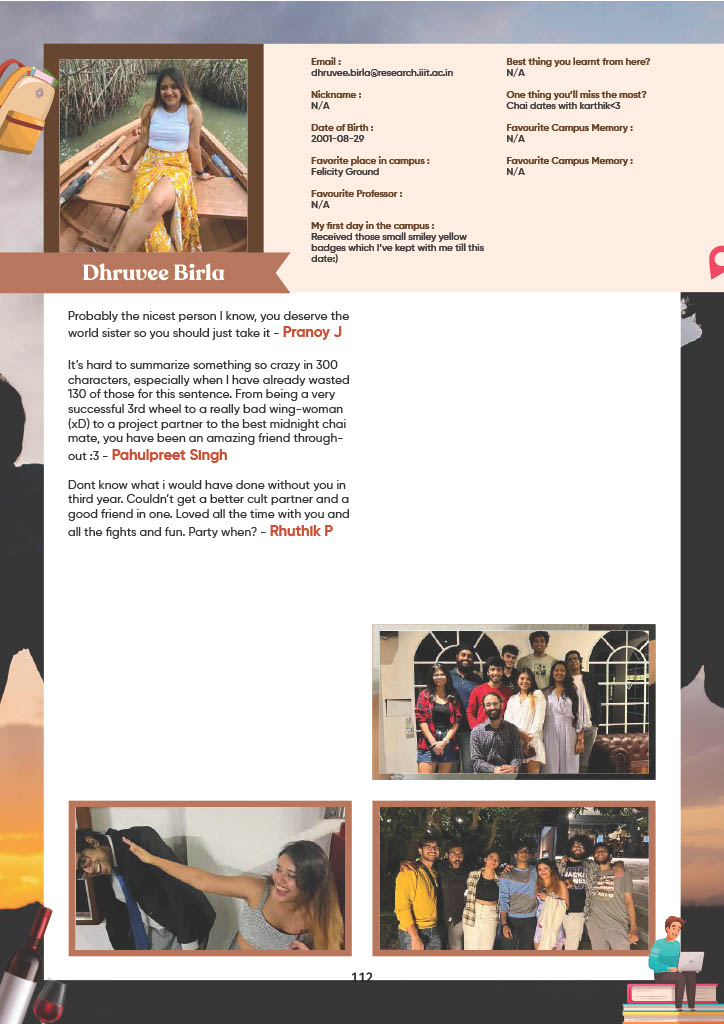 Email :
dhruvee.birla@research.iiit.ac.in
Nickname :
N/A
Date of Birth :
2001-08-29
Favorite place in campus :
Felicity Ground
Favourite Professor :
N/A
My first day in the campus :
Received those small smiley yellow
badges which I've kept with me till this
date:)
Best thing you learnt from here?
N/A
One thing you'll miss the most?
Chai dates with karthik<3
Favourite Campus Memory :
N/A
Favourite Campus Memory :
N/A
Dhruvee Birla
Probably the nicest person I know, you deserve the
world sister so you should just take it - Pranoy J
It's hard to summarize something so crazy in 300
characters, especially when I have already wasted
130 of those for this sentence. From being a very
successful 3rd wheel to a really bad wing-woman
(xD) to a project partner to the best midnight chai
mate, you have been an amazing friend through-
out :3 - Pahulpreet Singh
Dont know what i would have done without you in
third year. Couldn't get a better cult partner and a
good friend in one. Loved all the time with you and
all the fights and fun. Party when? - Rhuthik P
112